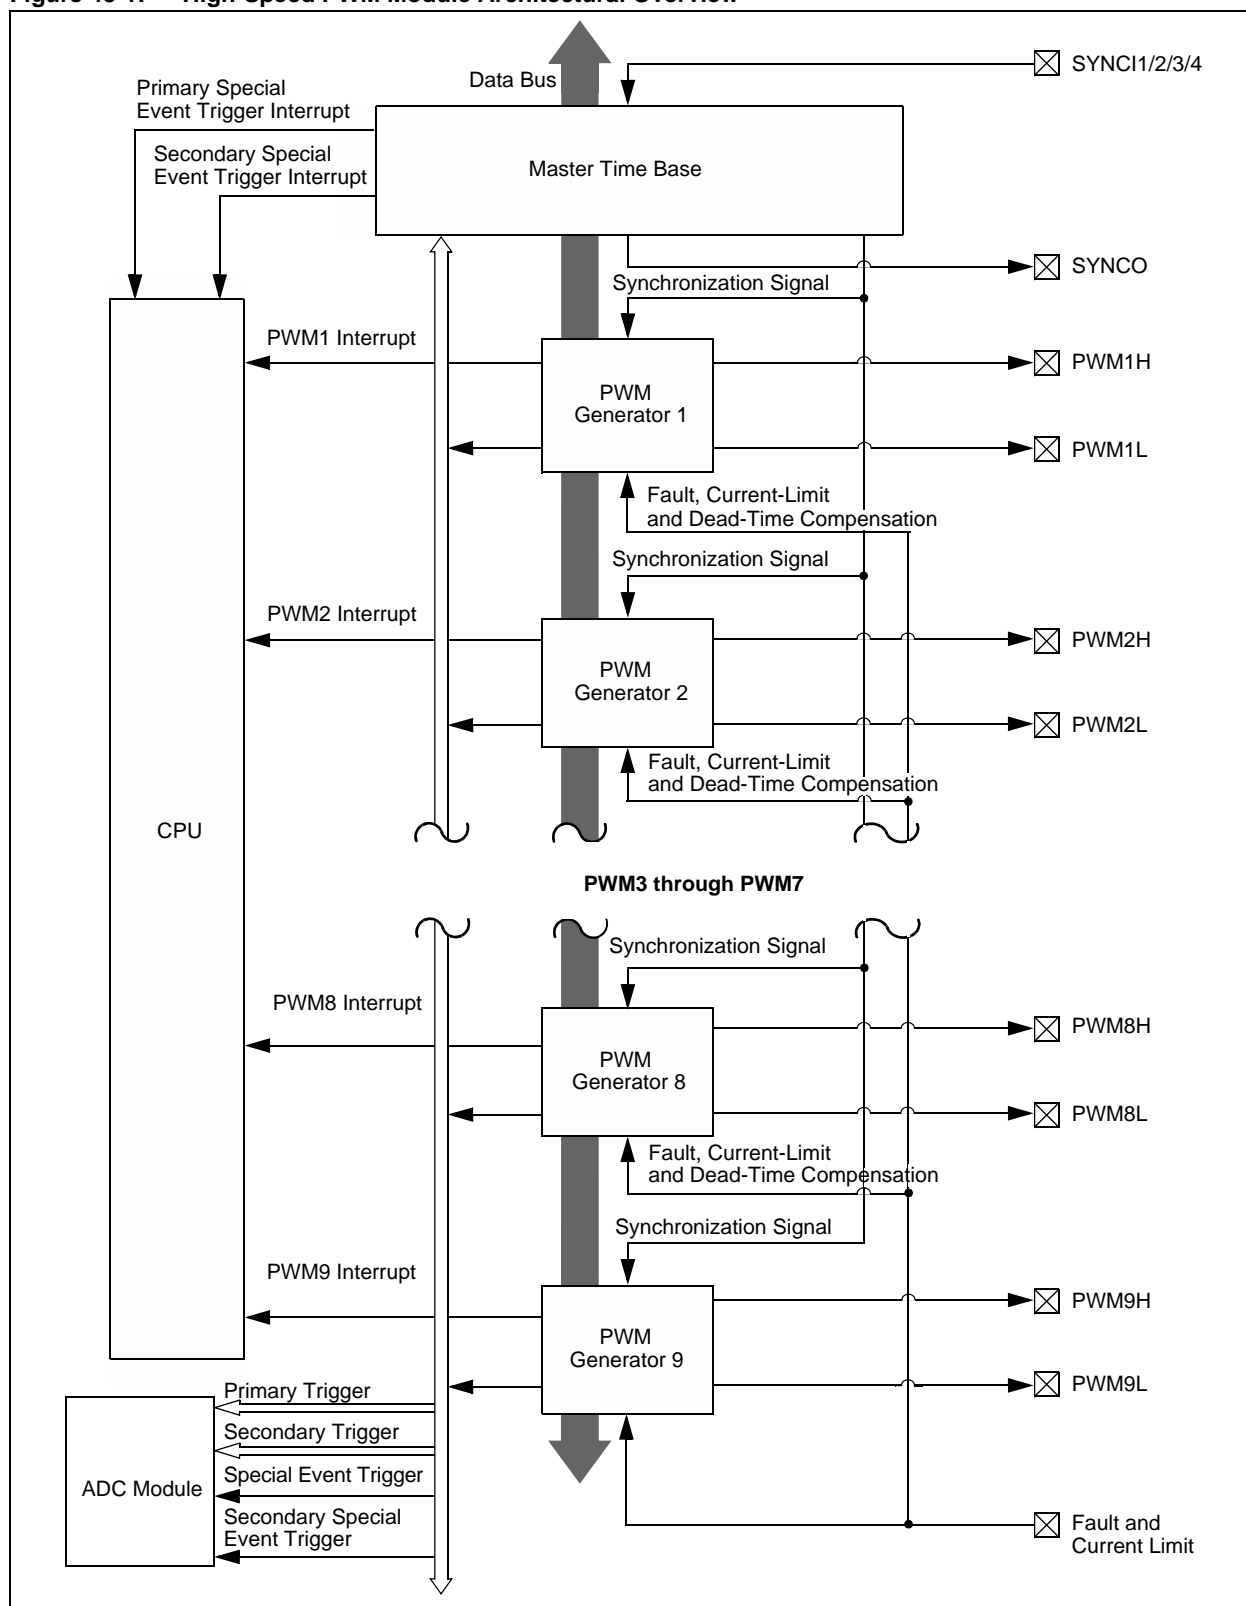 Data Bus
SYNCI1/2/3/4
Primary Special
Event Trigger Interrupt
Secondary Special
Event Trigger Interrupt
Master Time Base
SYNCO
Synchronization Signal
PWM1 Interrupt
PWM
Generator 1
PWM1H
PWM1L
Fault, Current-Limit
and Dead-Time Compensation
Synchronization Signal
PWM2 Interrupt
PWM
Generator 2
PWM2H
PWM2L
Fault, Current-Limit
and Dead-Time Compensation
CPU
PWM3 through PWM7
Synchronization Signal
PWM8 Interrupt
PWM
Generator 8
PWM8H
PWM8L
Fault, Current-Limit
and Dead-Time Compensation
Synchronization Signal
PWM9 Interrupt
PWM
Generator 9
PWM9H
PWM9L
Primary Trigger
Secondary Trigger
Special Event Trigger
Secondary Special
Event Trigger
ADC Module
Fault and
Current Limit